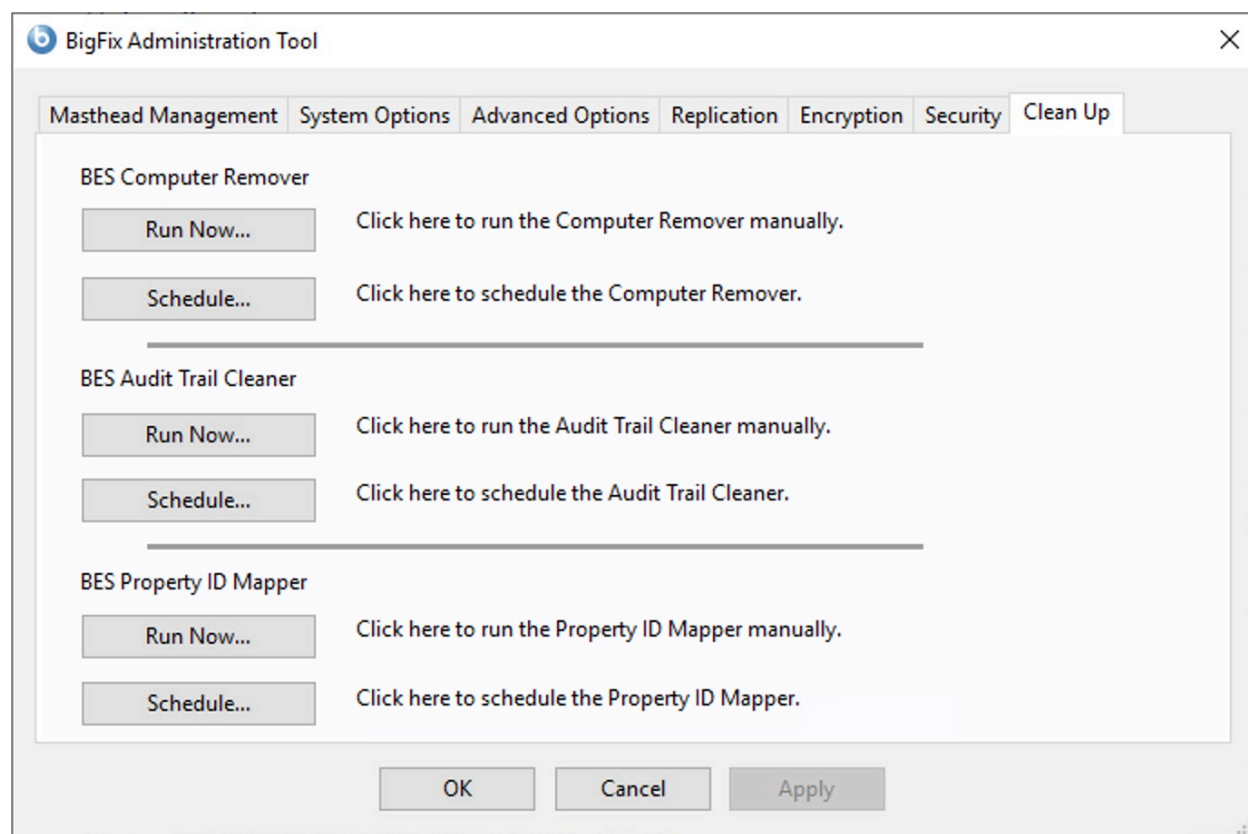 BigFix Administration Tool
Masthead Management System Options Advanced Options Replication Encryption Security Clean Up
BES Computer Remover
Run Now... Click here to run the Computer Remover manually.
Schedule... Click here to schedule the Computer Remover.
BES Audit Trail Cleaner
Run Now... Click here to run the Audit Trail Cleaner manually.
Schedule... Click here to schedule the Audit Trail Cleaner.
BES Property ID Mapper
Run Now... Click here to run the Property ID Mapper manually.
Schedule... Click here to schedule the Property ID Mapper.
OK Cancel Apply